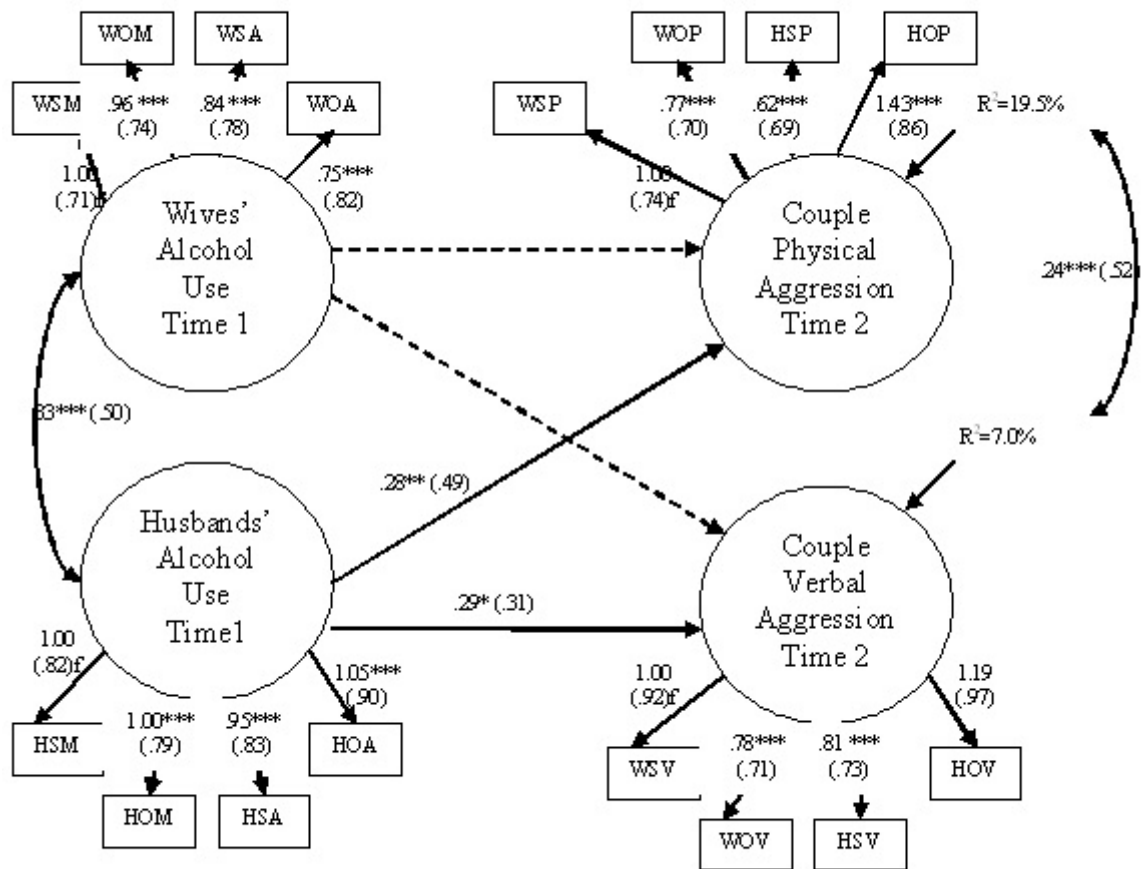 WOM
WSA
WOP
HSP
HOP
WSM
.96 ***
(.74)
.84 ***
(.78)
WOA
WSP
.77***
(.70)
.62***
(.69)
1.43***
(.86)
R²=19.5%
1.00
(.71)f
.75***
(.82)
1.00
(.74)f
Wives'
Alcohol
Use
Time 1
Couple
Physical
Aggression
Time 2
.24*** (.52
33*** (.50)
R²=7.0%
.28** (.49)
Husbands'
Alcohol
Use
Time1
Couple
Verbal
Aggression
Time 2
.29* (.31)
1.00
(.82)f
1.05***
(.90)
1.00
(.92)f
1.19
(.97)
HSM
1.00***
(.79)
.95***
(.83)
HOA
WSV
.78***
(.71)
.81 ***
(.73)
HOV
HOM
HSA
WOV
HSV